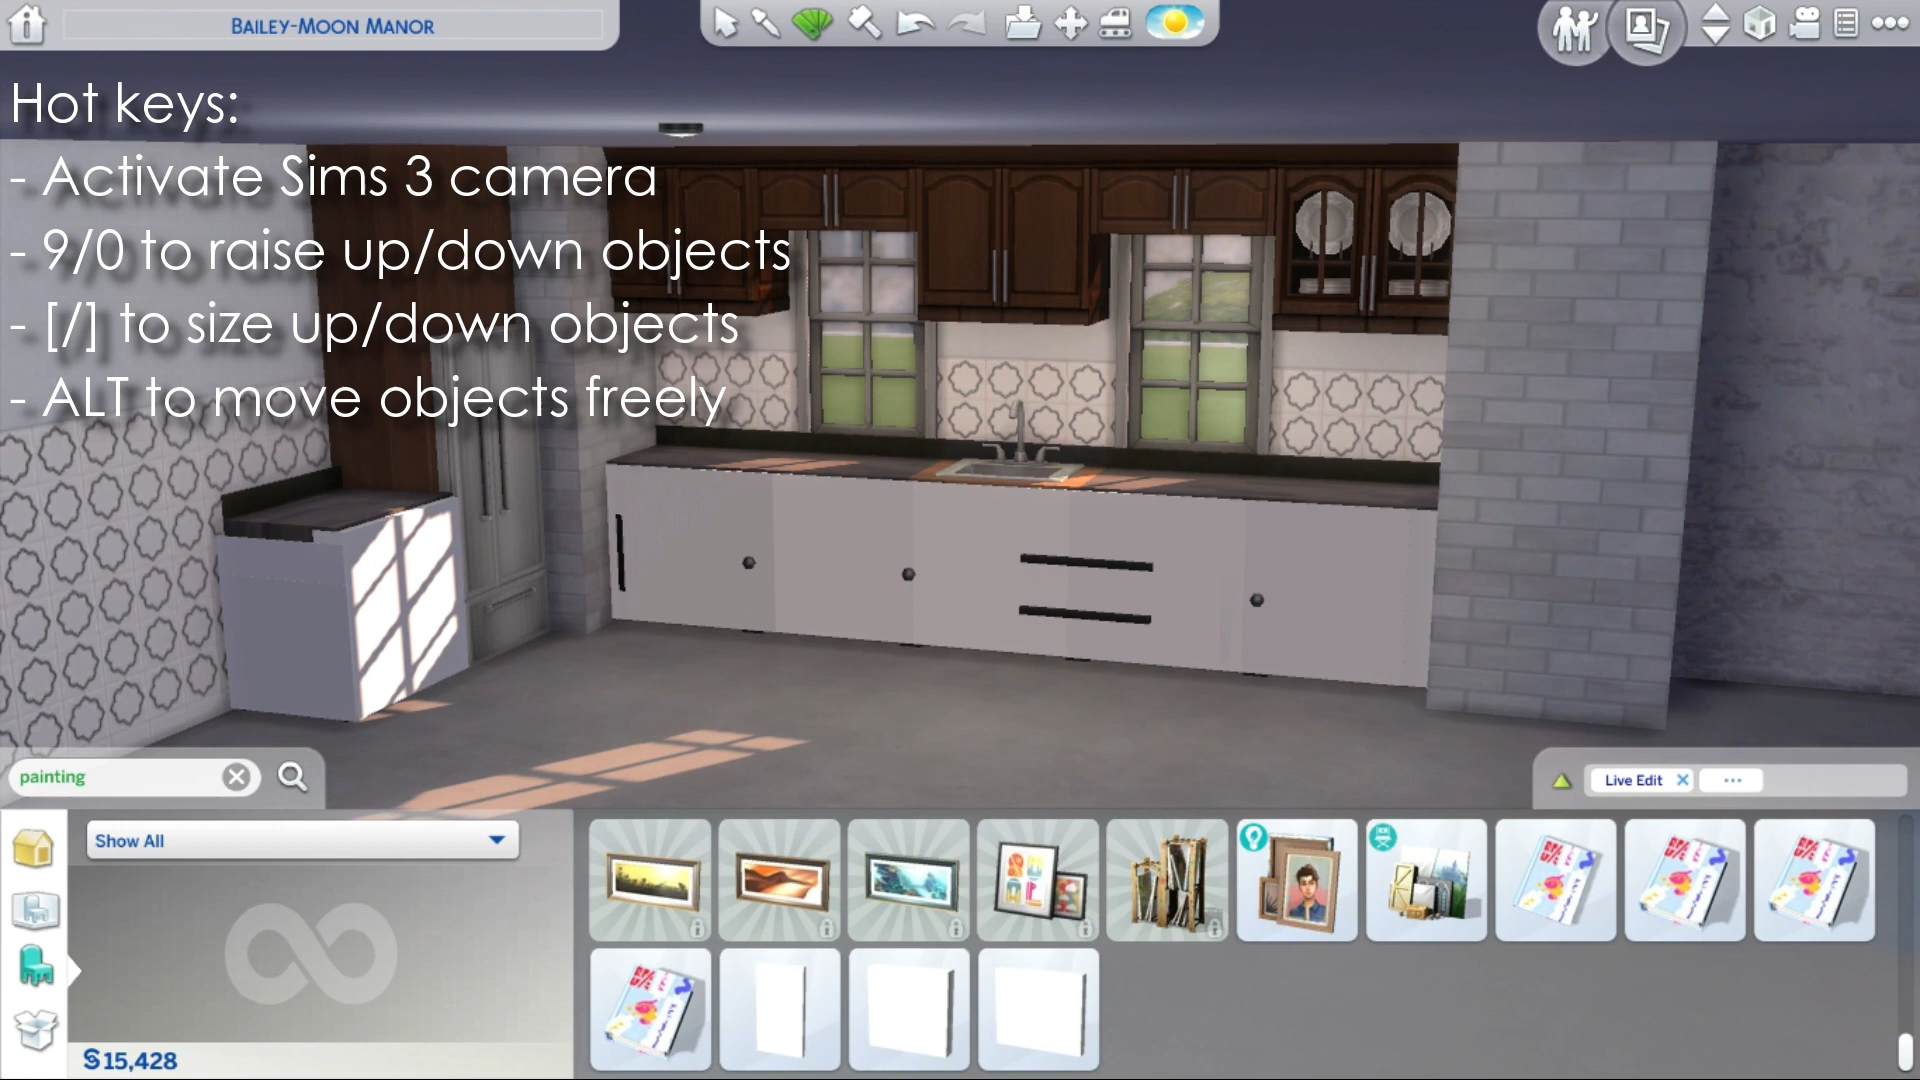 BAILEY-MOON MANOR
Hot keys:
- Activate Sims 3 camera
- 9/0 to raise up/down objects
- [/] to size up/down objects
- ALT to move objects freely
painting
Live Edit
Show All
§15,428